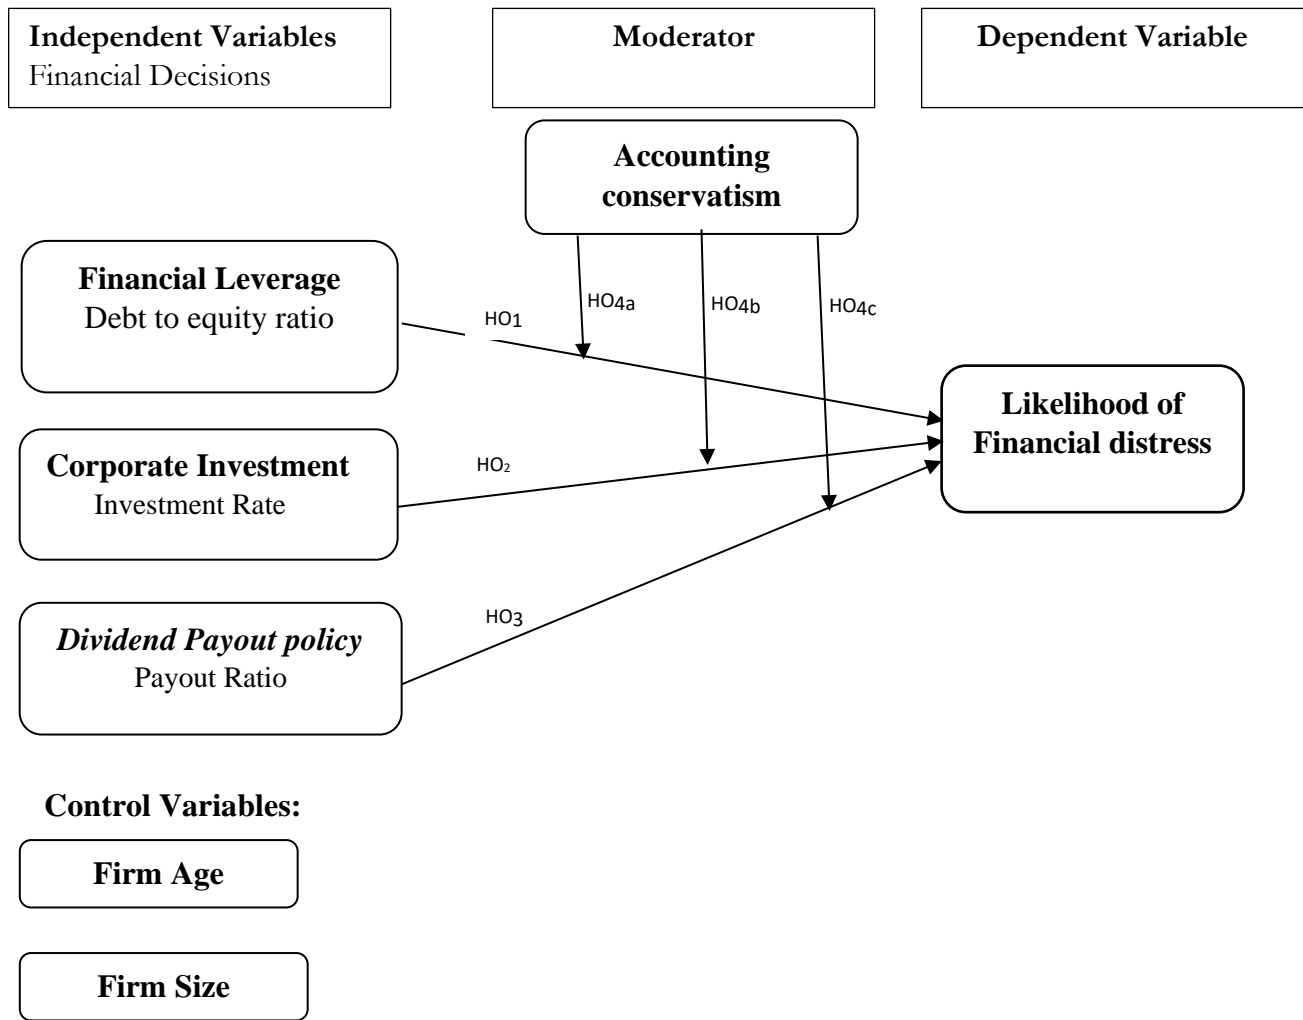 Independent Variables
Financial Decisions
Moderator
Dependent Variable
Accounting
conservatism
Financial Leverage
Debt to equity ratio
HO1
HO4a
HO4b
HO4c
Likelihood of
Financial distress
Corporate Investment
Investment Rate
HO2
Dividend Payout policy
Payout Ratio
HO3
Control Variables:
Firm Age
Firm Size